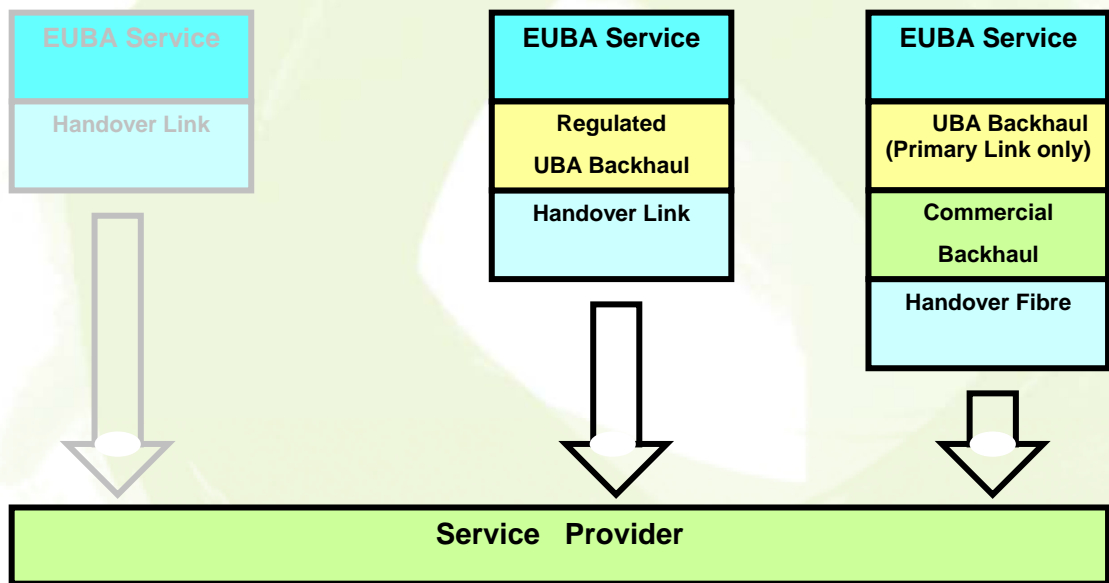 EUBA Service
Handover Link
EUBA Service
Regulated
UBA Backhaul
Handover Link
EUBA Service
UBA Backhaul
(Primary Link only)
Commercial
Backhaul
Handover Fibre
Service Provider